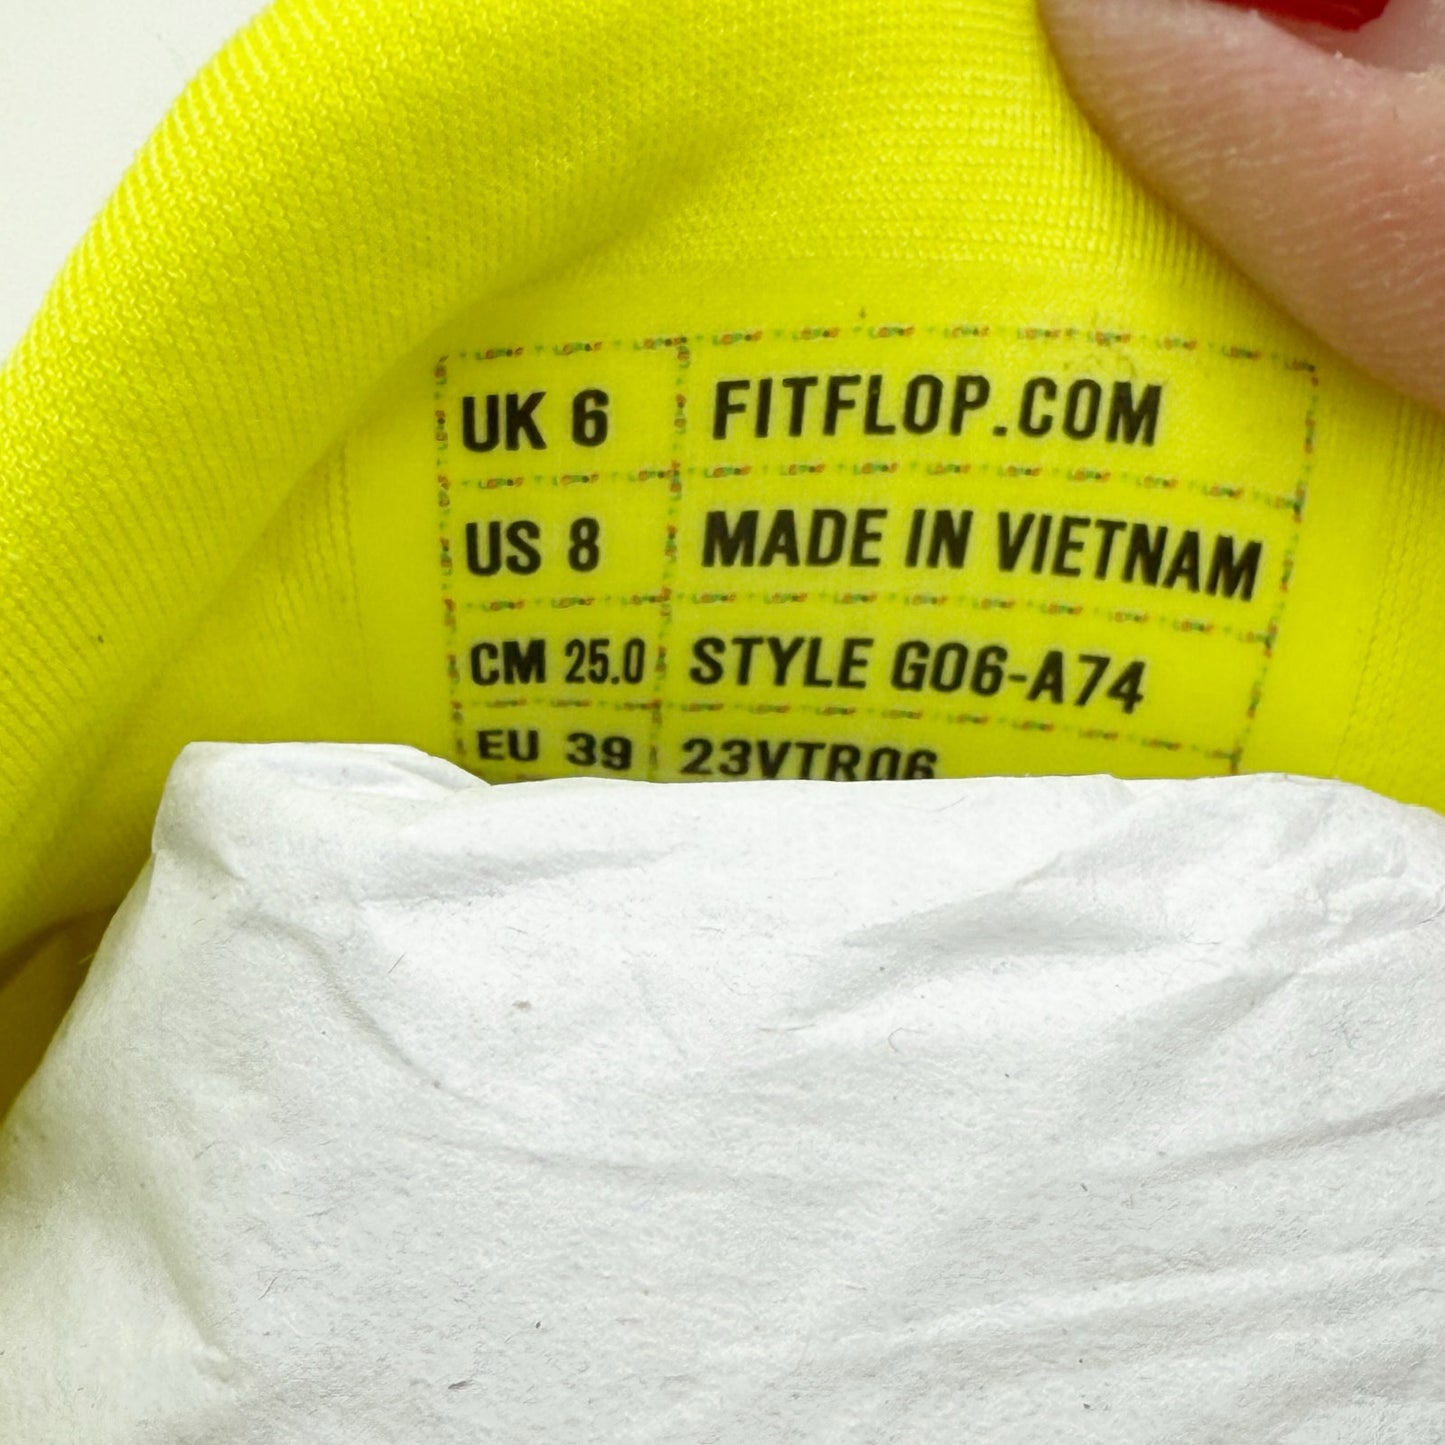 UK 6 FITFLOP.COM
US 8 MADE IN VIETNAM
CM 25.0 STYLE G06-A74
EU 39 23VTR06